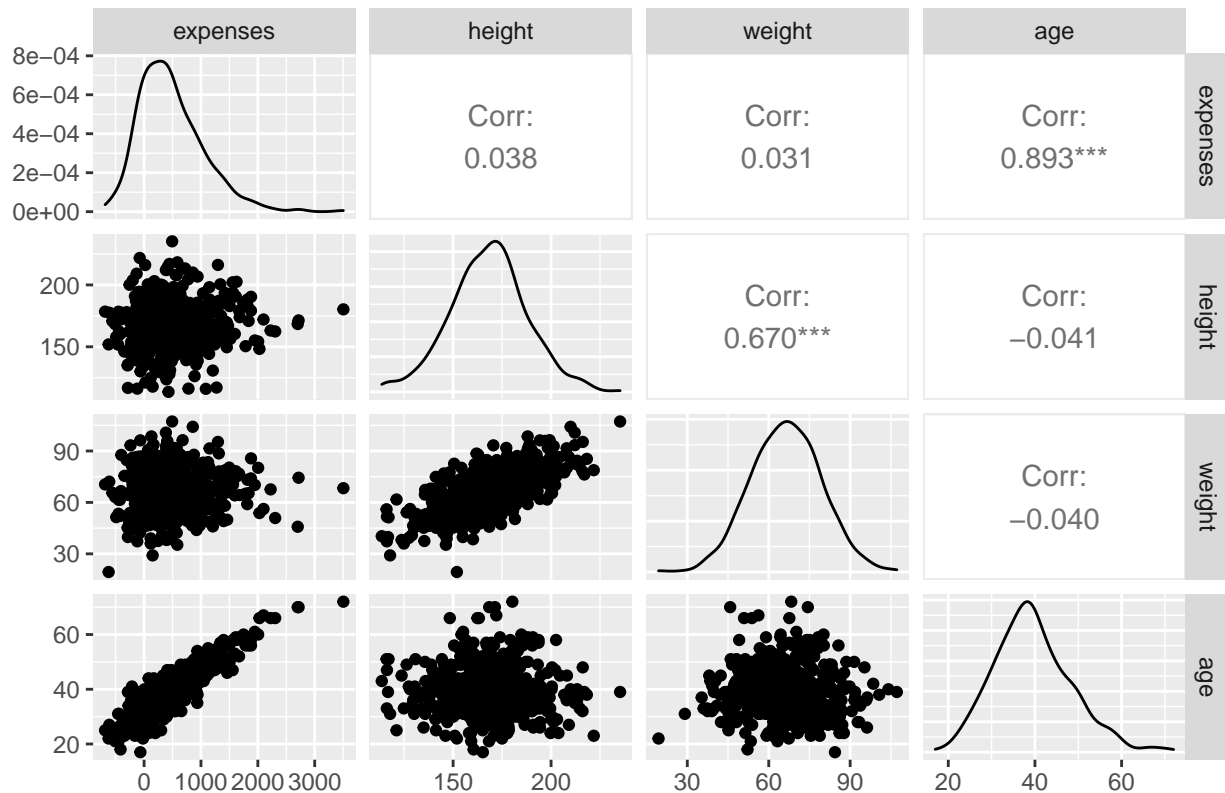 expenses height weight age
8e−04
6e−04
4e−04
2e−04
0e+00
Corr:
0.038
Corr:
0.031
Corr:
0.893***
expenses
200
150
Corr:
0.670***
Corr:
−0.041
height
90
60
30
Corr:
−0.040
weight
60
40
20
age
0 1000 2000 3000
150 200
30 60 90
20 40 60